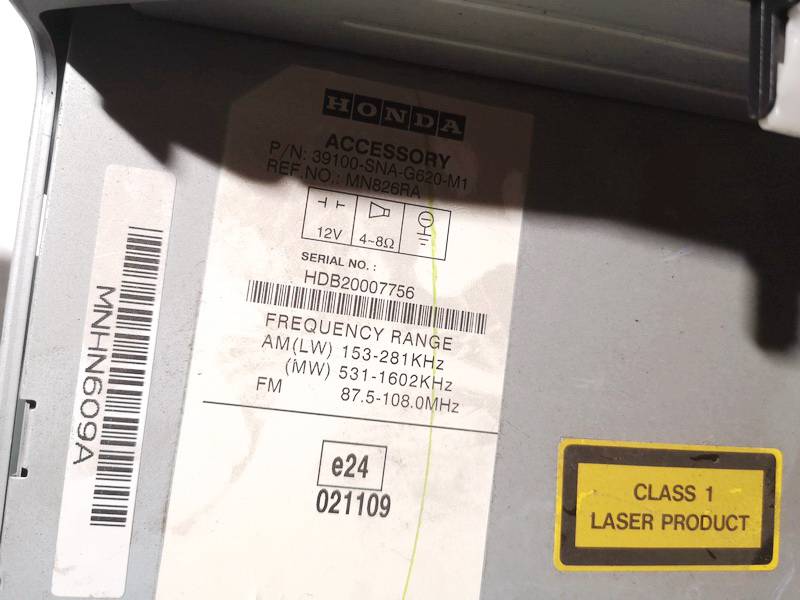 HONDA
ACCESSORY
P/N: 39100-SNA-G620-M1
REF.NO.: MN826RA
12V
4~8Ω
SERIAL NO. :
HDB20007756
FREQUENCY RANGE
AM(LW) 153-281KHz
(MW) 531-1602KHz
FM 87.5-108.0MHz
e24
021109
MNHN609A
CLASS 1
LASER PRODUCT